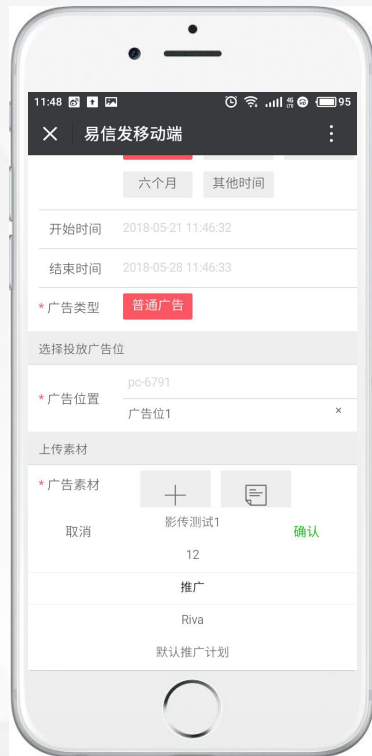 11:48 95
易信发移动端
六个月 其他时间
开始时间 2018-05-21 11:46:32
结束时间 2018-05-28 11:46:33
* 广告类型 普通广告
选择投放广告位
pc-6791
* 广告位置
广告位1 ×
上传素材
* 广告素材
影传测试1
取消 确认
12
推广
Riva
默认推广计划